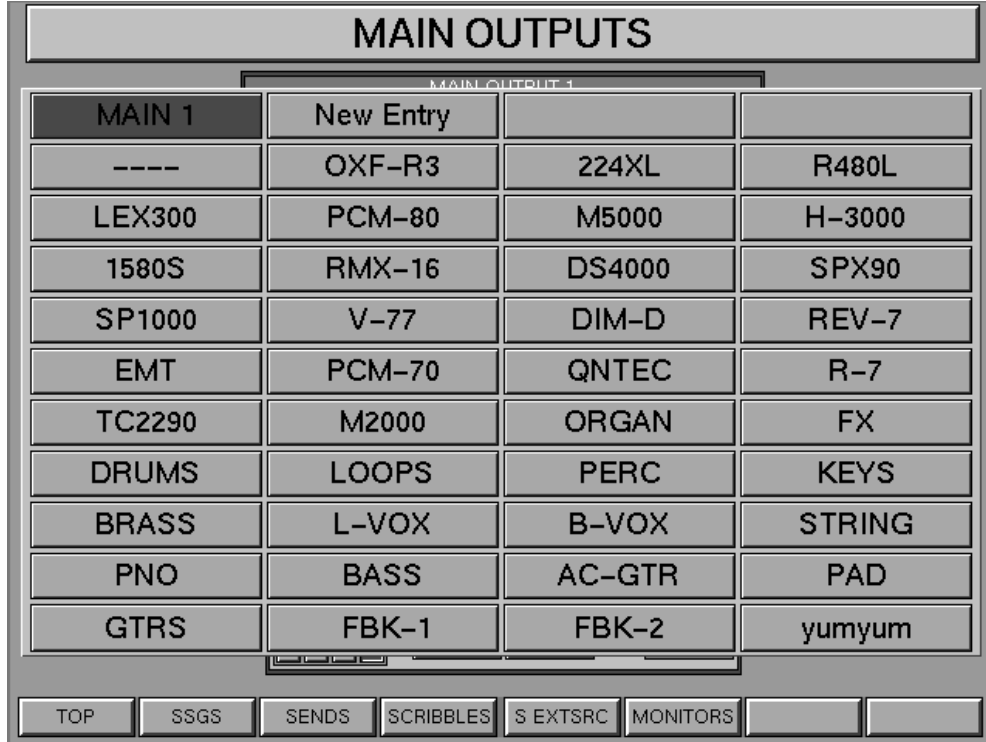 MAIN OUTPUTS
MAIN OUTPUT 1
MAIN 1 New Entry
---- OXF-R3 224XL R480L
LEX300 PCM-80 M5000 H-3000
1580S RMX-16 DS4000 SPX90
SP1000 V-77 DIM-D REV-7
EMT PCM-70 QNTEC R-7
TC2290 M2000 ORGAN FX
DRUMS LOOPS PERC KEYS
BRASS L-VOX B-VOX STRING
PNO BASS AC-GTR PAD
GTRS FBK-1 FBK-2 yumyum
TOP SSGS SENDS SCRIBBLES S EXTSRC MONITORS